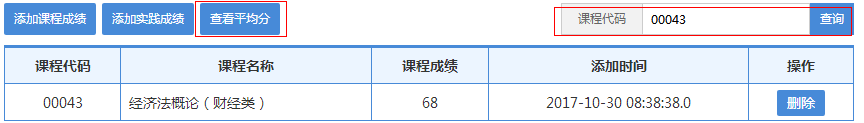 添加课程成绩 添加实践成绩 查看平均分 课程代码 00043 查询
课程代码 课程名称 课程成绩 添加时间 操作
00043 经济法概论（财经类） 68 2017-10-30 08:38:38.0 删除